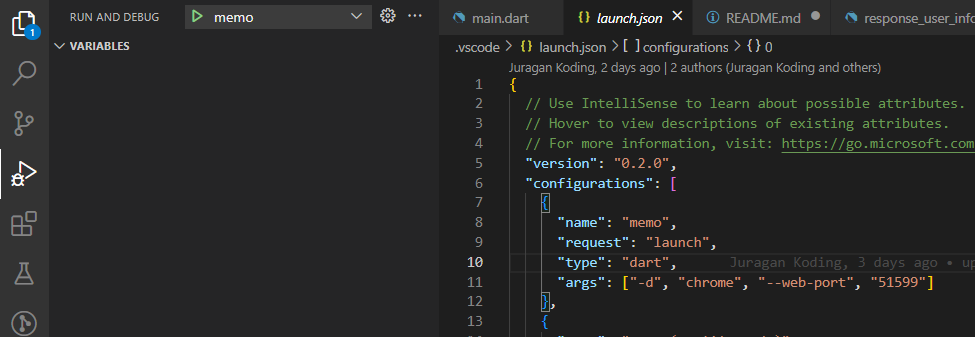 RUN AND DEBUG
memo
VARIABLES
1
main.dart
{} launch.json
README.md
response_user_info
.vscode > {} launch.json > [ ] configurations > {} 0
Juragan Koding, 2 days ago | 2 authors (Juragan Koding and others)
1 {
2 // Use IntelliSense to learn about possible attributes.
3 // Hover to view descriptions of existing attributes.
4 // For more information, visit: https://go.microsoft.com
5 "version": "0.2.0",
6 "configurations": [
7 {
8 "name": "memo",
9 "request": "launch",
10 "type": "dart", Juragan Koding, 3 days ago • up
11 "args": ["-d", "chrome", "--web-port", "51599"]
12 },
13 {